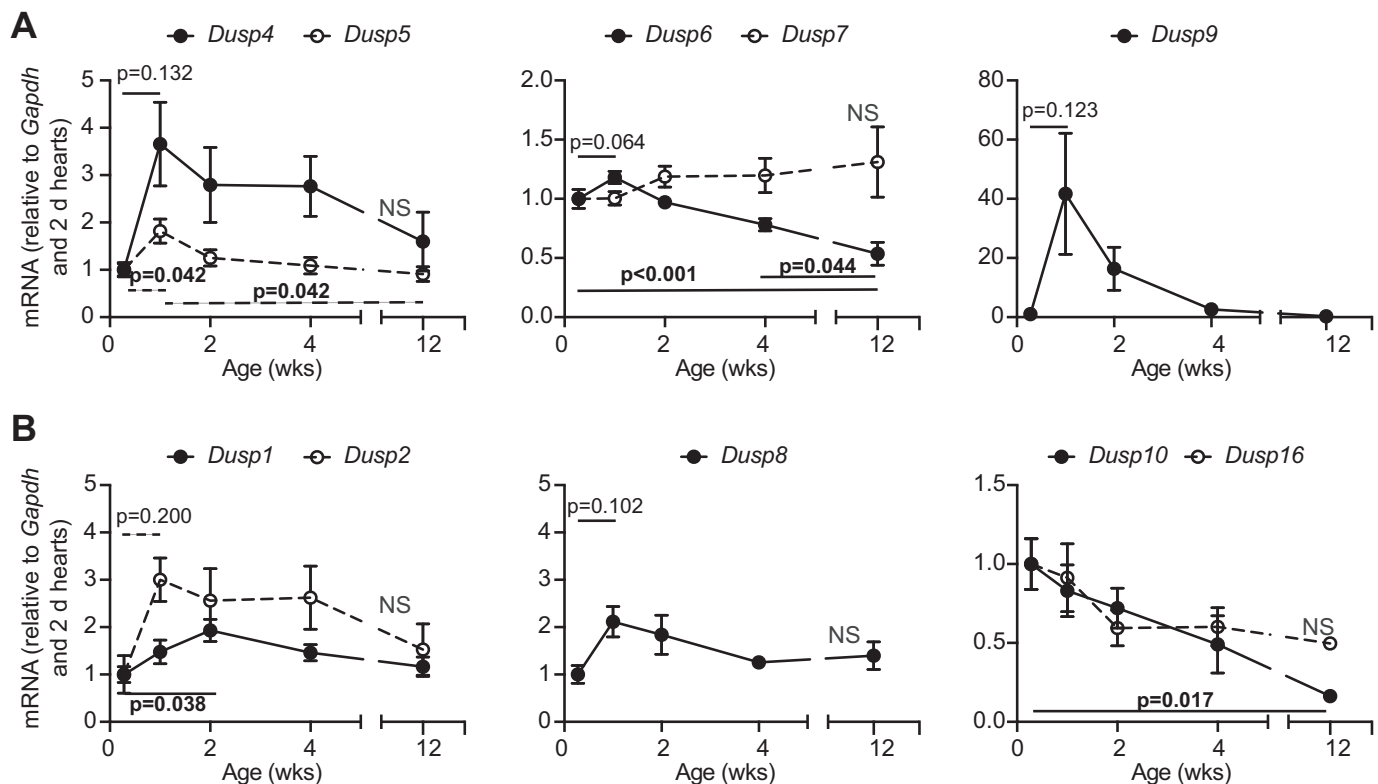 A
Dusp4 Dusp5
Dusp6 Dusp7
Dusp9
mRNA (relative to Gapdh
and 2 d hearts)
5
4
3
2
1
0
p=0.132
NS
p=0.042
p=0.042
0 2 4 12
Age (wks)
2.0
1.5
1.0
0.5
0.0
p=0.064
NS
p<0.001
p=0.044
0 2 4 12
Age (wks)
80
60
40
20
0
p=0.123
0 2 4 12
Age (wks)
B
Dusp1 Dusp2
Dusp8
Dusp10 Dusp16
mRNA (relative to Gapdh
and 2 d hearts)
5
4
3
2
1
0
p=0.200
NS
p=0.038
0 2 4 12
Age (wks)
5
4
3
2
1
0
p=0.102
NS
0 2 4 12
Age (wks)
1.5
1.0
0.5
0.0
NS
p=0.017
0 2 4 12
Age (wks)